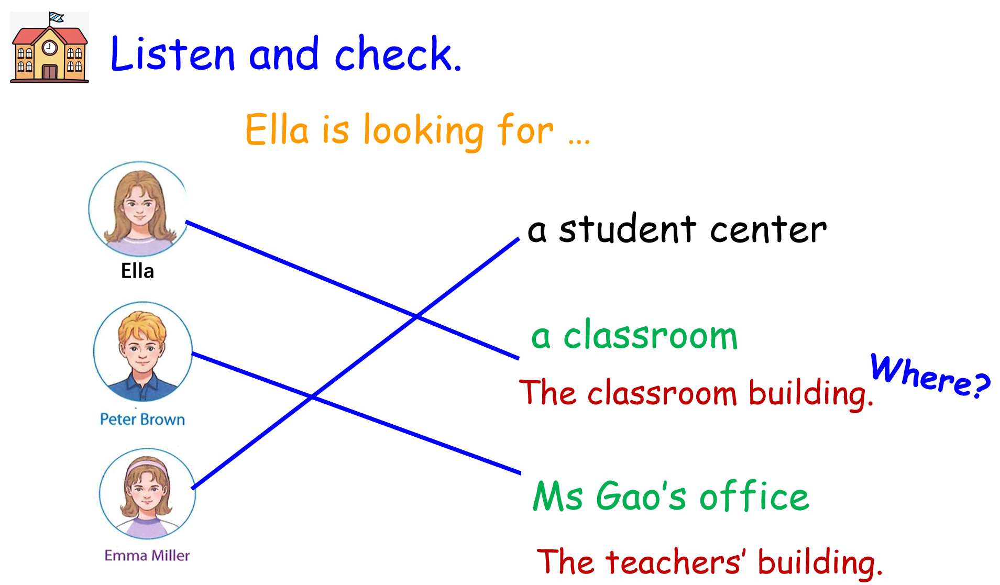 Listen and check.
Ella is looking for ...
a student center
Ella
a classroom
Where?
The classroom building.
Peter Brown
Ms Gao's office
Emma Miller
The teachers' building.